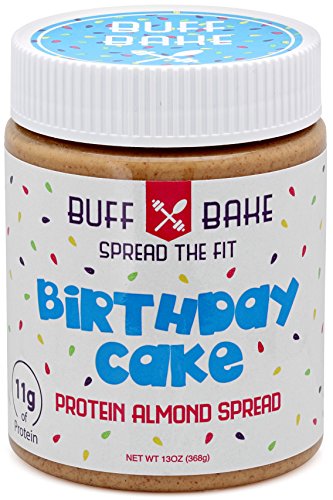 BUFF
BAKE
BUFF BAKE
SPREAD THE FIT
BIRTHDAY
CAKE
11g
of
Protein
PROTEIN ALMOND SPREAD
NET WT 13OZ (368g)